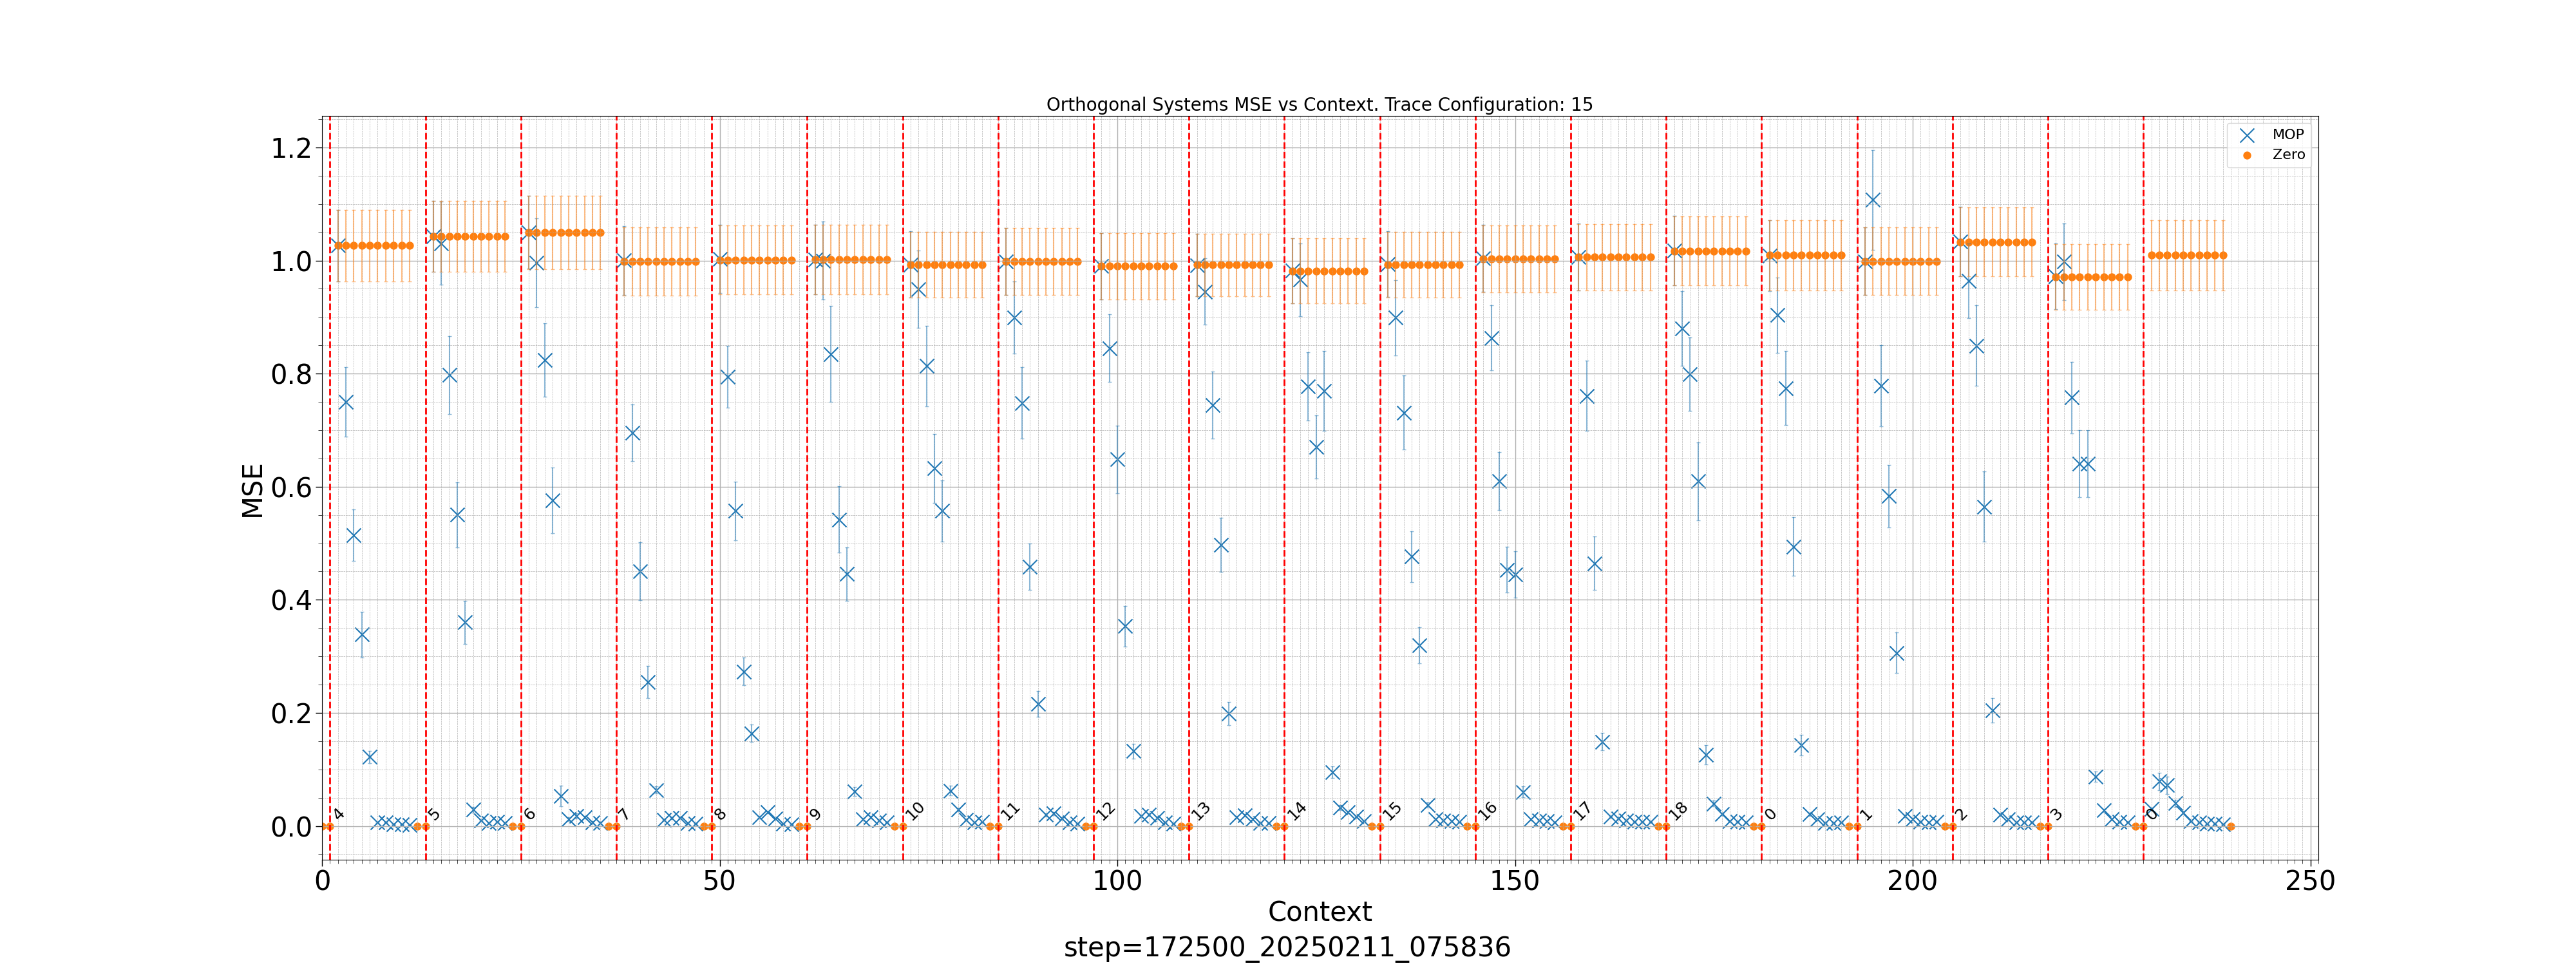 Orthogonal Systems MSE vs Context. Trace Configuration: 15
MOP
Zero
MSE
1.2
1.0
0.8
0.6
0.4
0.2
0.0
4 5 6 7 8 9 10 11 12 13 14 15 16 17 18 0 1 2 3 0
0 50 100 150 200 250
Context
step=172500_20250211_075836